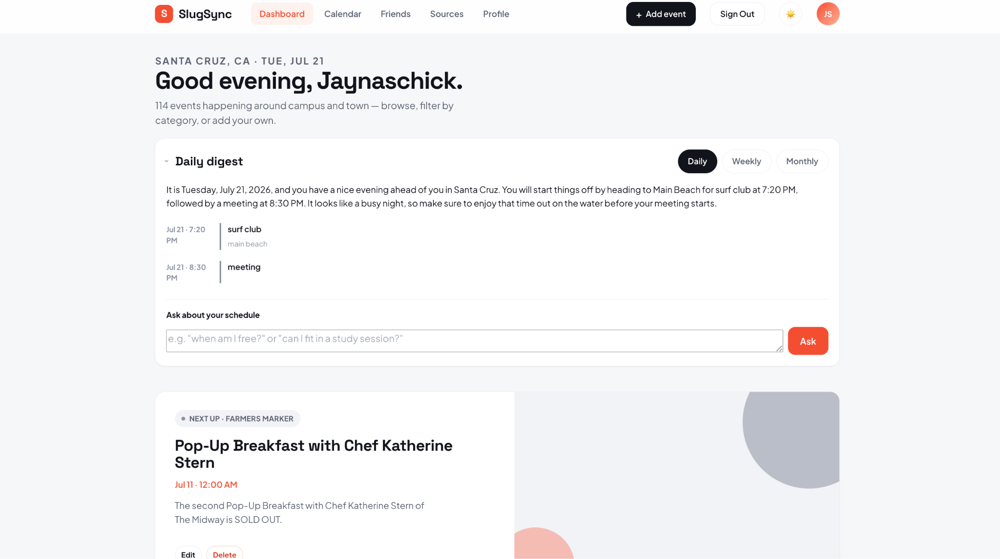 S SlugSync Dashboard Calendar Friends Sources Profile + Add event Sign Out JS
SANTA CRUZ, CA · TUE, JUL 21
Good evening, Jaynaschick.
114 events happening around campus and town — browse, filter by
category, or add your own.
Daily digest Daily Weekly Monthly
It is Tuesday, July 21, 2026, and you have a nice evening ahead of you in Santa Cruz. You will start things off by heading to Main Beach for surf club at 7:20 PM,
followed by a meeting at 8:30 PM. It looks like a busy night, so make sure to enjoy that time out on the water before your meeting starts.
Jul 21 · 7:20
PM
surf club
main beach
Jul 21 · 8:30
PM
meeting
Ask about your schedule
e.g. "when am I free?" or "can I fit in a study session?"
Ask
NEXT UP · FARMERS MARKER
Pop-Up Breakfast with Chef Katherine
Stern
Jul 11 · 12:00 AM
The second Pop-Up Breakfast with Chef Katherine Stern of
The Midway is SOLD OUT.
Edit Delete